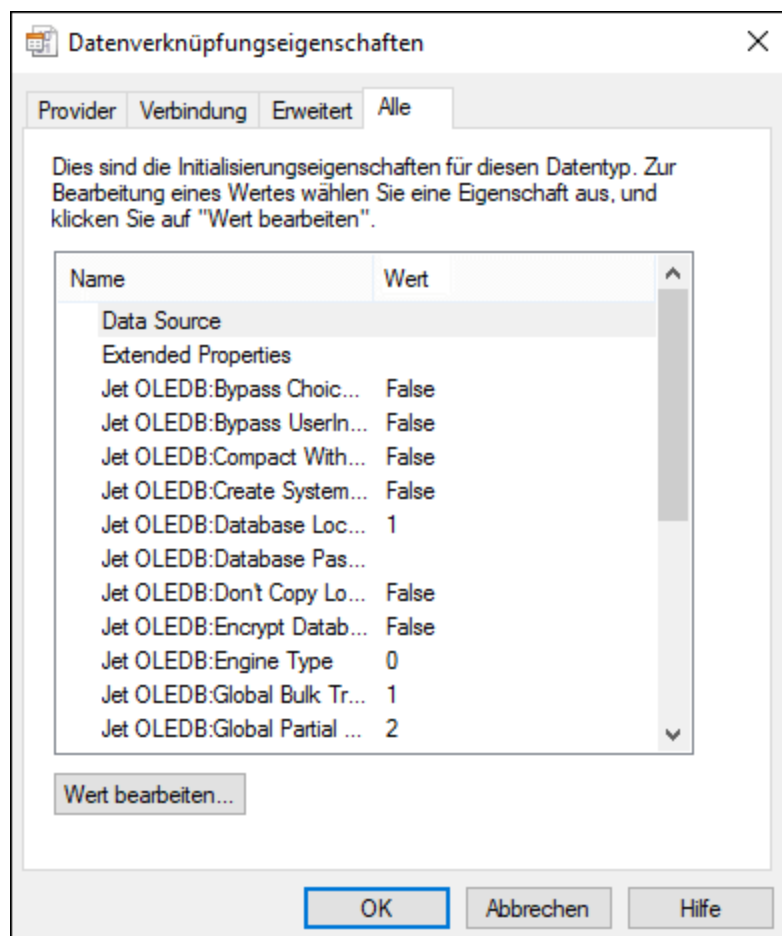 Datenverknüpfungseigenschaften
Provider Verbindung Erweitert Alle
Dies sind die Initialisierungseigenschaften für diesen Datentyp. Zur
Bearbeitung eines Wertes wählen Sie eine Eigenschaft aus, und
klicken Sie auf "Wert bearbeiten".
Name Wert
Data Source
Extended Properties
Jet OLEDB:Bypass Choic... False
Jet OLEDB:Bypass UserIn... False
Jet OLEDB:Compact With... False
Jet OLEDB:Create System... False
Jet OLEDB:Database Loc... 1
Jet OLEDB:Database Pas...
Jet OLEDB:Don't Copy Lo... False
Jet OLEDB:Encrypt Datab... False
Jet OLEDB:Engine Type 0
Jet OLEDB:Global Bulk Tr... 1
Jet OLEDB:Global Partial ... 2
Wert bearbeiten...
OK Abbrechen Hilfe